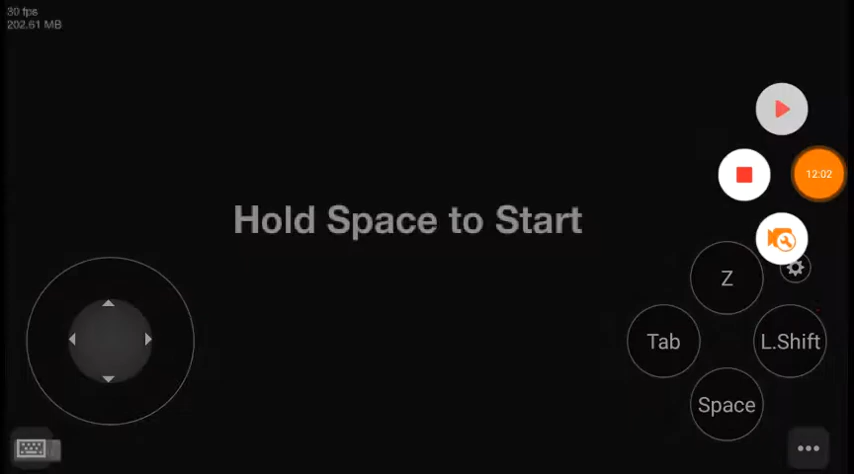 30 fps
202.61 MB
12:02
Hold Space to Start
Z
Tab
L.Shift
Space